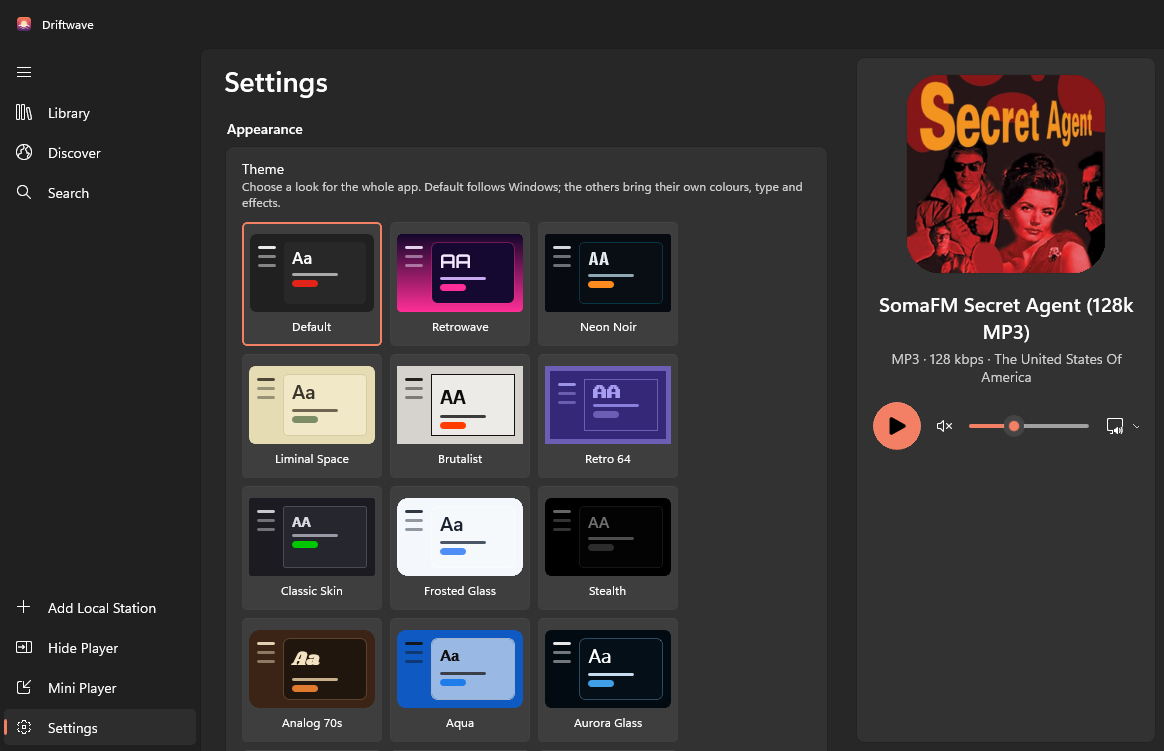 Driftwave
Library
Discover
Search
Add Local Station
Hide Player
Mini Player
Settings
Settings
Appearance
Theme
Choose a look for the whole app. Default follows Windows; the others bring their own colours, type and
effects.
Aa
Default
AA
Retrowave
AA
Neon Noir
Aa
Liminal Space
AA
Brutalist
AA
Retro 64
AA
Classic Skin
Aa
Frosted Glass
AA
Stealth
Aa
Analog 70s
Aa
Aqua
Aa
Aurora Glass
Secret Agent
SomaFM Secret Agent (128k
MP3)
MP3 · 128 kbps · The United States Of
America